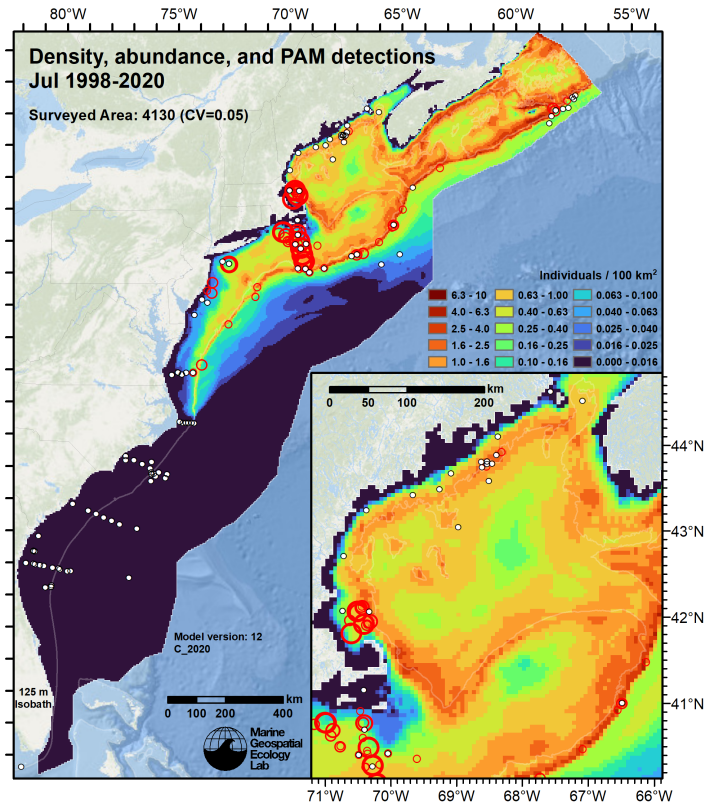 80°W 75°W 70°W 65°W 60°W 55°W
Density, abundance, and PAM detections
Jul 1998-2020
Surveyed Area: 4130 (CV=0.05)
Individuals / 100 km²
6.3 - 10 0.63 - 1.00 0.063 - 0.100
4.0 - 6.3 0.40 - 0.63 0.040 - 0.063
2.5 - 4.0 0.25 - 0.40 0.025 - 0.040
1.6 - 2.5 0.16 - 0.25 0.016 - 0.025
1.0 - 1.6 0.10 - 0.16 0.000 - 0.016
km
0 50 100 200
44°N
43°N
42°N
41°N
Model version: 12
C_2020
125 m
Isobath
km
0 100 200 400
Marine
Geospatial
Ecology
Lab
71°W 70°W 69°W 68°W 67°W 66°W